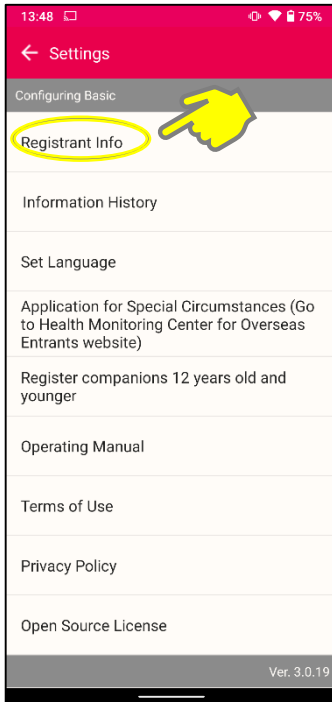 13:48 75%
Settings
Configuring Basic
Registrant Info
Information History
Set Language
Application for Special Circumstances (Go
to Health Monitoring Center for Overseas
Entrants website)
Register companions 12 years old and
younger
Operating Manual
Terms of Use
Privacy Policy
Open Source License
Ver. 3.0.19